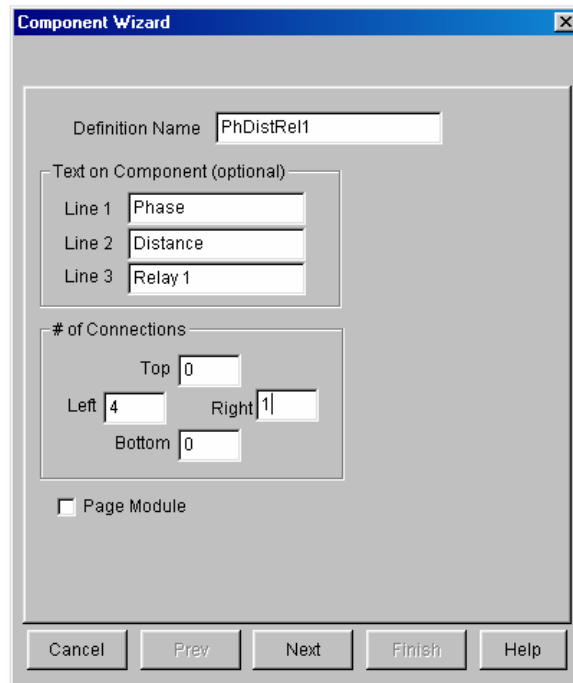 Component Wizard
Definition Name PhDistRel1
Text on Component (optional)
Line 1 Phase
Line 2 Distance
Line 3 Relay 1
# of Connections
Top 0
Left 4 Right 1
Bottom 0
Page Module
Cancel Prev Next Finish Help